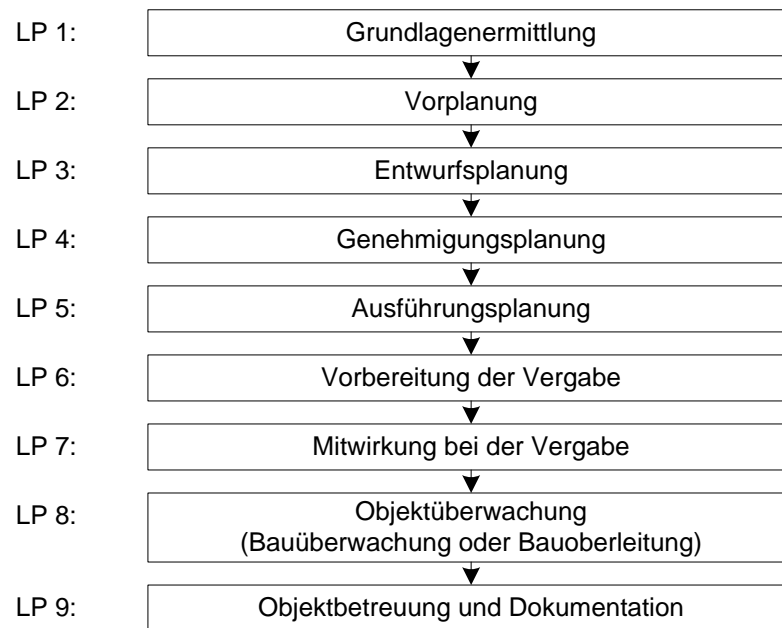 LP 1: Grundlagenermittlung
LP 2: Vorplanung
LP 3: Entwurfsplanung
LP 4: Genehmigungsplanung
LP 5: Ausführungsplanung
LP 6: Vorbereitung der Vergabe
LP 7: Mitwirkung bei der Vergabe
LP 8: Objektüberwachung
(Bauüberwachung oder Bauoberleitung)
LP 9: Objektbetreuung und Dokumentation